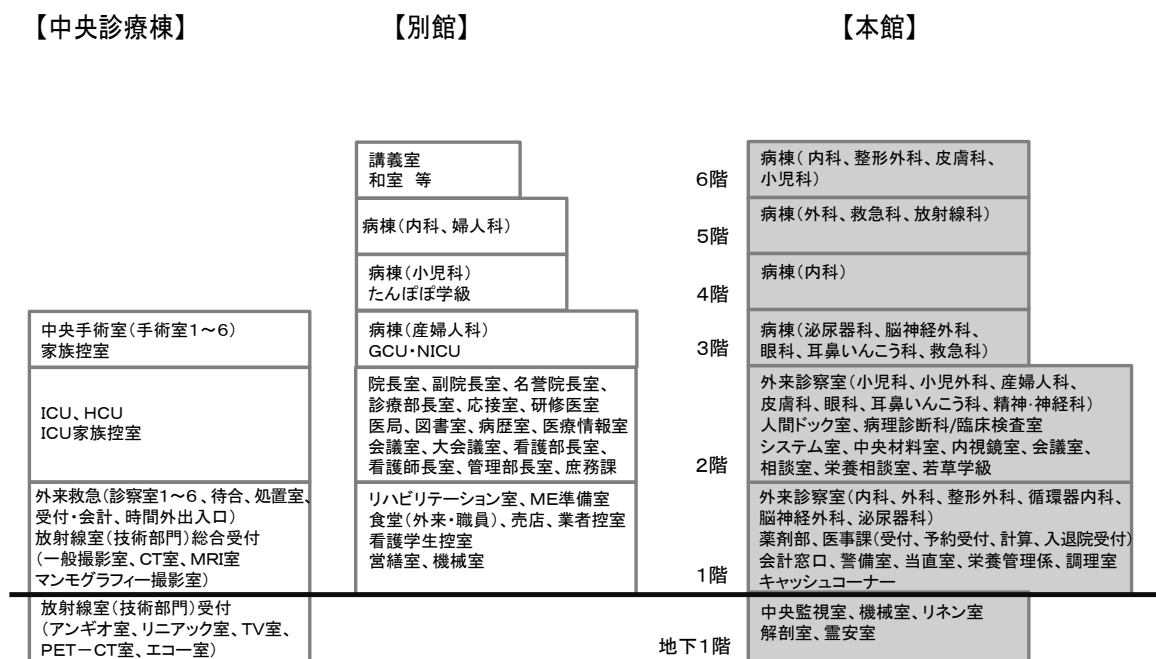 【中央診療棟】
【別館】
【本館】
中央手術室(手術室1～6)
家族控室
ICU、HCU
ICU家族控室
外来救急(診察室1～6、待合、処置室、
受付・会計、時間外出入口)
放射線室(技術部門)総合受付
(一般撮影室、CT室、MRI室
マンモグラフィー撮影室)
放射線室(技術部門)受付
(アンギオ室、リニアック室、TV室、
PET－CT室、エコー室)
講義室
和室　等
病棟(内科、婦人科)
病棟(小児科)
たんぽぽ学級
病棟(産婦人科)
GCU・NICU
院長室、副院長室、名誉院長室、
診療部長室、応接室、研修医室
医局、図書室、病歴室、医療情報室
会議室、大会議室、看護部長室、
看護師長室、管理部長室、庶務課
リハビリテーション室、ME準備室
食堂(外来・職員)、売店、業者控室
看護学生控室
営繕室、機械室
6階
病棟( 内科、整形外科、皮膚科、
小児科)
5階
病棟(外科、救急科、放射線科)
4階
病棟(内科)
3階
病棟(泌尿器科、脳神経外科、
眼科、耳鼻いんこう科、救急科)
2階
外来診察室(小児科、小児外科、産婦人科、
皮膚科、眼科、耳鼻いんこう科、精神・神経科)
人間ドック室、病理診断科/臨床検査室
システム室、中央材料室、内視鏡室、会議室、
相談室、栄養相談室、若草学級
1階
外来診察室(内科、外科、整形外科、循環器内科、
脳神経外科、泌尿器科)
薬剤部、医事課(受付、予約受付、計算、入退院受付)
会計窓口、警備室、当直室、栄養管理係、調理室
キャッシュコーナー
地下1階
中央監視室、機械室、リネン室
解剖室、霊安室